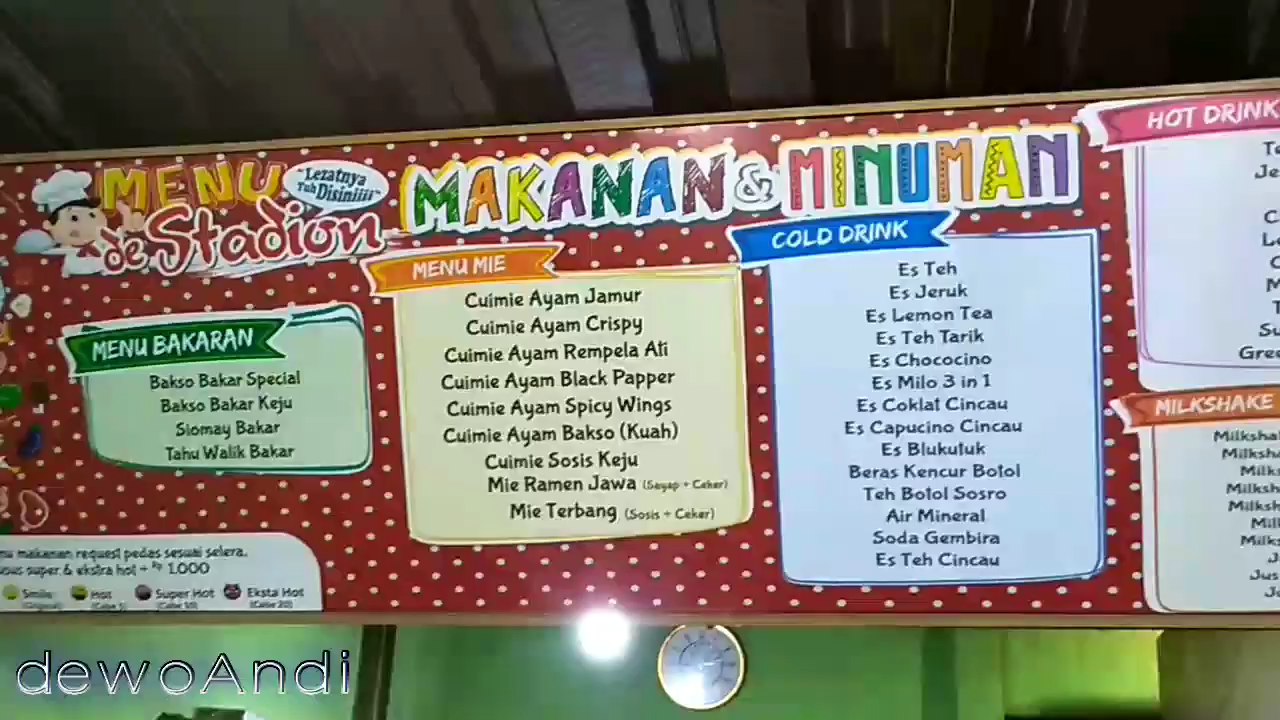 MENU
"Lezatnya
Tuh Disiniiii"
de Stadion
MAKANAN & MINUMAN
MENU BAKARAN
Bakso Bakar Special
Bakso Bakar Keju
Siomay Bakar
Tahu Walik Bakar
makanan request pedas sesuai selera.
super & ekstra hot + Rp 1.000
Smile
Hot
Super Hot
Eksta Hot
MENU MIE
Cuimie Ayam Jamur
Cuimie Ayam Crispy
Cuimie Ayam Rempela Ati
Cuimie Ayam Black Papper
Cuimie Ayam Spicy Wings
Cuimie Ayam Bakso (Kuah)
Cuimie Sosis Keju
Mie Ramen Jawa (Sayap + Ceker)
Mie Terbang (Sosis + Ceker)
COLD DRINK
Es Teh
Es Jeruk
Es Lemon Tea
Es Teh Tarik
Es Chococino
Es Milo 3 in 1
Es Coklat Cincau
Es Capucino Cincau
Es Blukutuk
Beras Kencur Botol
Teh Botol Sosro
Air Mineral
Soda Gembira
Es Teh Cincau
HOT DRINK
MILKSHAKE
dewoAndi